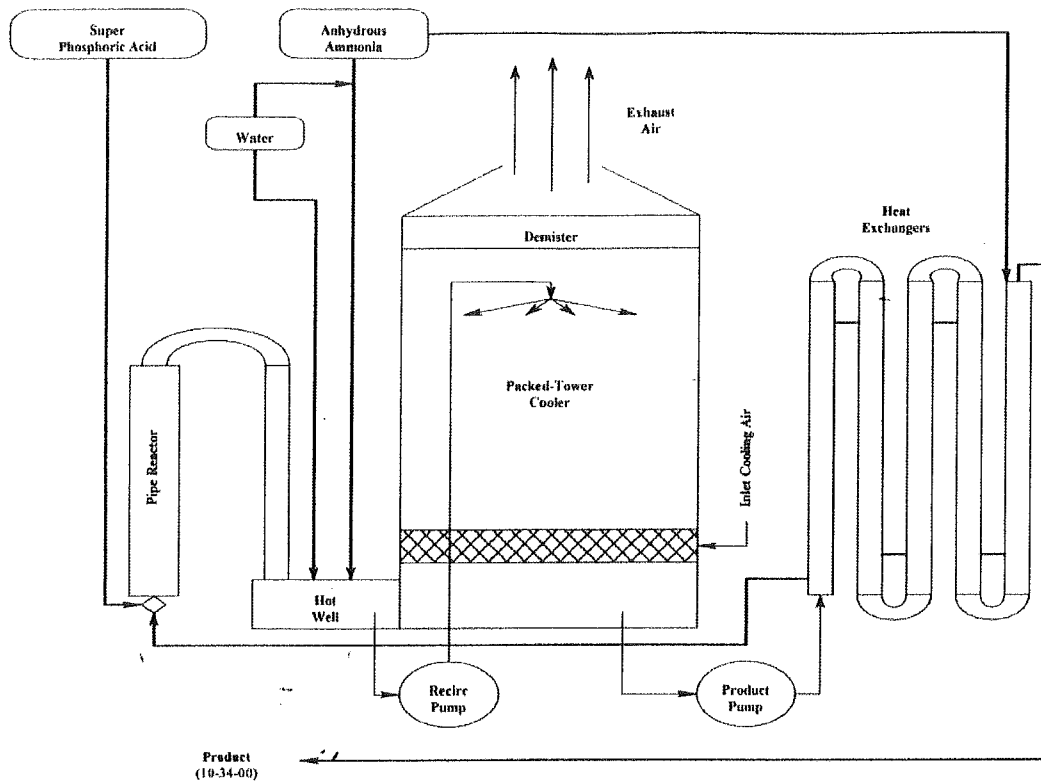 Super
Phosphoric Acid
Anhydrous
Ammonia
Water
Exhaust
Air
Demister
Heat
Exchangers
Packed-Tower
Cooler
Pipe Reactor
Inlet Cooling Air
Hot
Well
Recirc
Pump
Product
Pump
Product
(10-34-00)